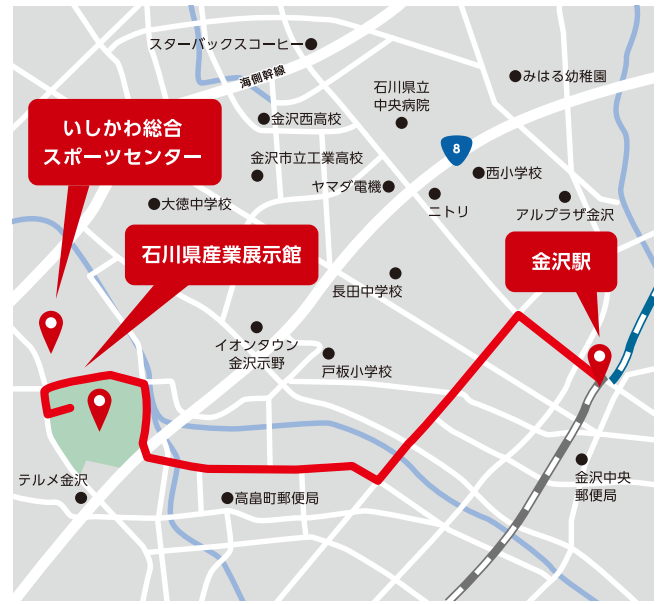 スターバックスコーヒー
海側幹線
みはる幼稚園
石川県立
中央病院
いしかわ総合
スポーツセンター
金沢西高校
8
金沢市立工業高校
西小学校
ヤマダ電機
大徳中学校
ニトリ
アルプラザ金沢
石川県産業展示館
金沢駅
長田中学校
イオンタウン
金沢示野
戸板小学校
テルメ金沢
高畠町郵便局
金沢中央
郵便局